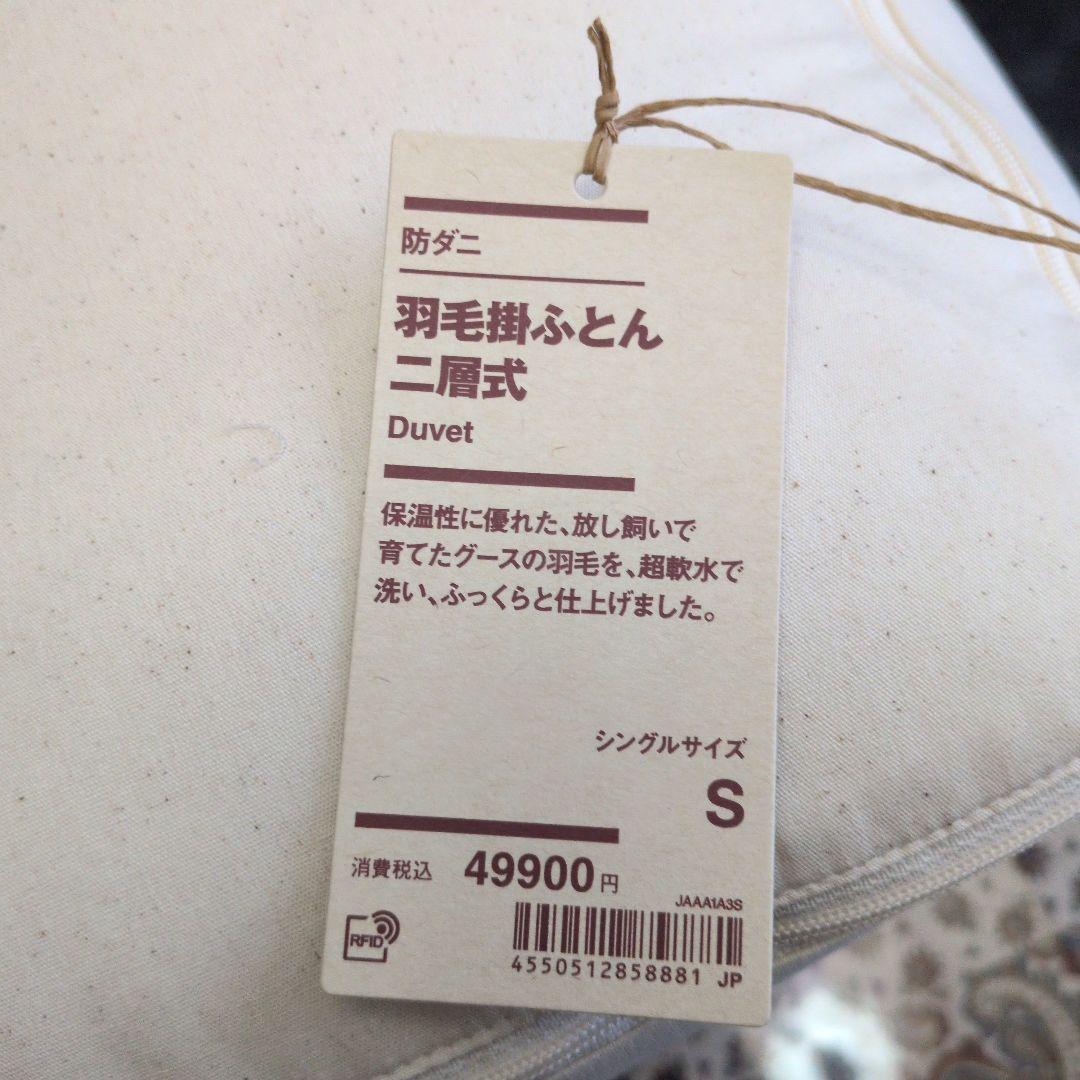 防ダニ
羽毛掛ふとん
二層式
Duvet
保温性に優れた、放し飼いで
育てたグースの羽毛を、超軟水で
洗い、ふっくらと仕上げました。
シングルサイズ
S
消費税込 49900円
JAAA1A3S
RFID
4550512858881 JP